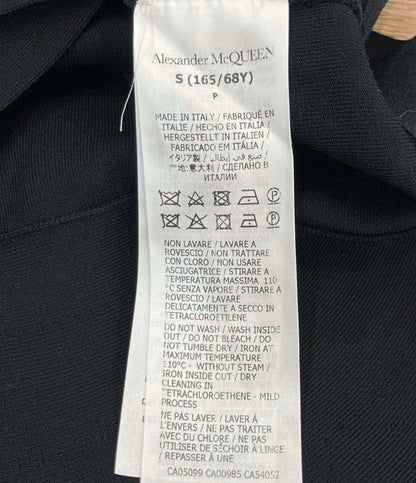 Alexander McQUEEN
S (165/68Y)
P
MADE IN ITALY / FABRIQUÉ EN
ITALIE / HECHO EN ITALIA /
HERGESTELLT IN ITALIEN /
FABRICADO EM ITÁLIA /
イタリア製 / صنع في إيطاليا /
产地:意大利 / СДЕЛАНО В
ИТАЛИИ
NON LAVARE / LAVARE A
ROVESCIO / NON TRATTARE
CON CLORO / NON USARE
ASCIUGATRICE / STIRARE A
TEMPERATURA MASSIMA 110
°C SENZA VAPORE / STIRARE A
ROVESCIO / LAVARE
DELICATAMENTE A SECCO IN
TETRACLOROETILENE
DO NOT WASH / WASH INSIDE
OUT / DO NOT BLEACH / DO
NOT TUMBLE DRY / IRON AT
MAXIMUM TEMPERATURE
110°C - WITHOUT STEAM /
IRON INSIDE OUT / DRY
CLEANING IN
TETRACHLOROETHENE - MILD
PROCESS
NE PAS LAVER / LAVER À
L'ENVERS / NE PAS TRAITER
AVEC DU CHLORE / NE PAS
UTILISER DE SÉCHOIR À LINGE
/ REPASSER À UNE
CA05099 CA00985 CA54052